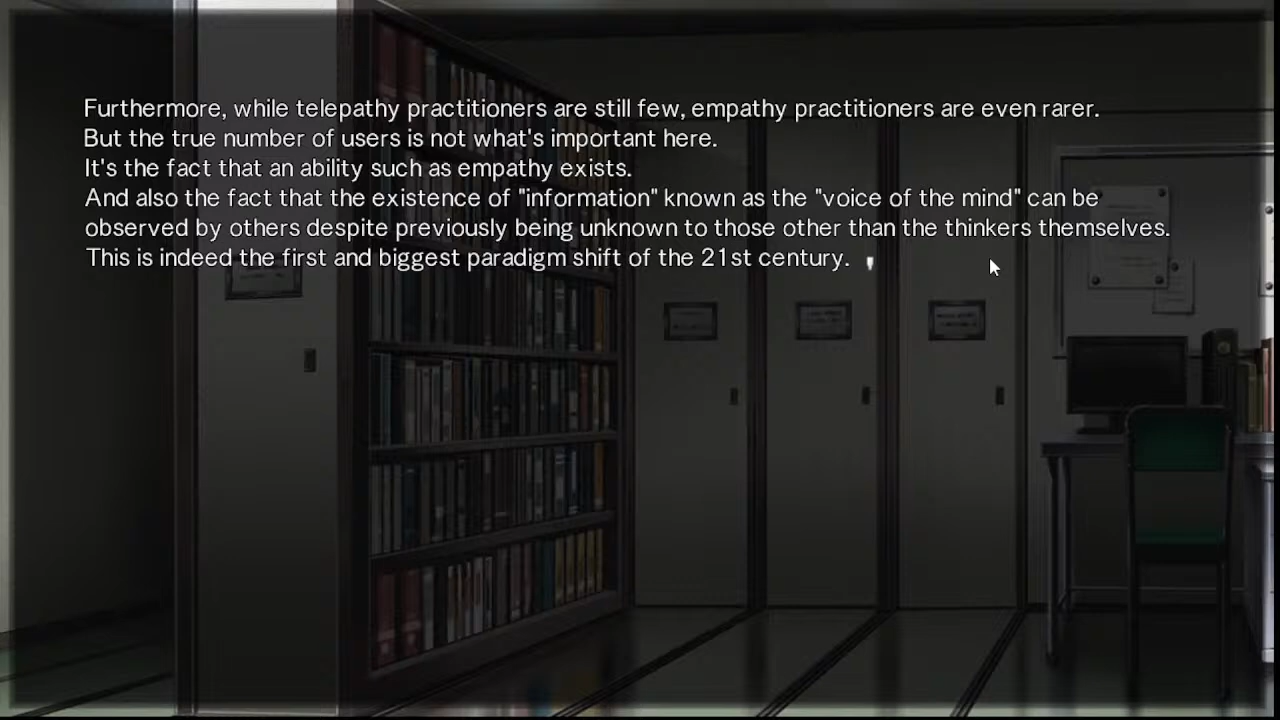 Furthermore, while telepathy practitioners are still few, empathy practitioners are even rarer.
But the true number of users is not what's important here.
It's the fact that an ability such as empathy exists.
And also the fact that the existence of "information" known as the "voice of the mind" can be
observed by others despite previously being unknown to those other than the thinkers themselves.
This is indeed the first and biggest paradigm shift of the 21st century.